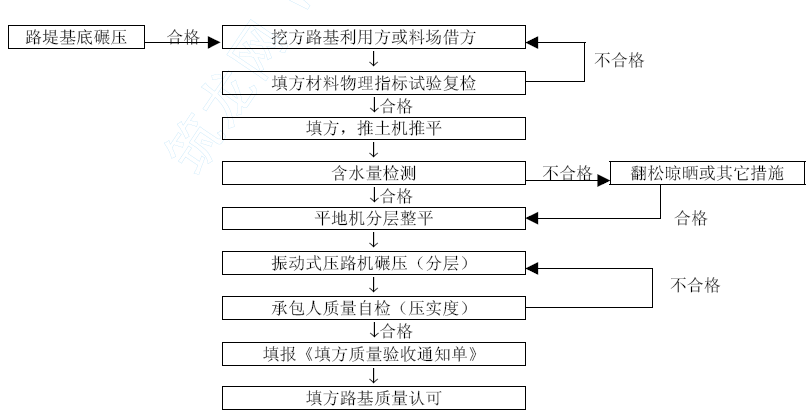 路堤基底碾压
合格
挖方路基利用方或料场借方
不合格
填方材料物理指标试验复检
合格
填方，推土机推平
含水量检测
不合格
翻松晾晒或其它措施
合格
平地机分层整平
合格
振动式压路机碾压（分层）
不合格
承包人质量自检（压实度）
合格
填报《填方质量验收通知单》
填方路基质量认可
筑龙网